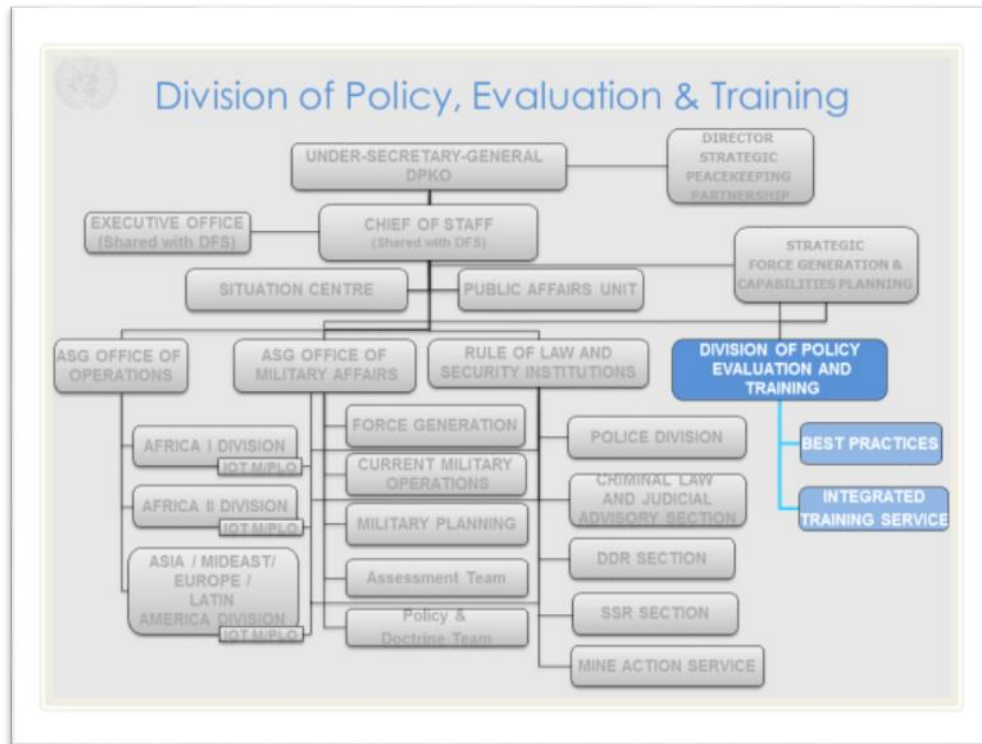 Division of Policy, Evaluation & Training
UNDER-SECRETARY-GENERAL
DPKO
DIRECTOR
STRATEGIC
PEACEKEEPING
PARTNERSHIP
EXECUTIVE OFFICE
(Shared with DFS)
CHIEF OF STAFF
(Shared with DFS)
STRATEGIC
FORCE GENERATION &
CAPABILITIES PLANNING
SITUATION CENTRE
PUBLIC AFFAIRS UNIT
ASG OFFICE OF
OPERATIONS
ASG OFFICE OF
MILITARY AFFAIRS
RULE OF LAW AND
SECURITY INSTITUTIONS
DIVISION OF POLICY
EVALUATION AND
TRAINING
AFRICA I DIVISION
IOT M/PLO
AFRICA II DIVISION
IOT M/PLO
ASIA / MIDEAST/
EUROPE /
LATIN
AMERICA DIVISION
IOT M/PLO
FORCE GENERATION
CURRENT MILITARY
OPERATIONS
MILITARY PLANNING
Assessment Team
Policy &
Doctrine Team
POLICE DIVISION
CRIMINAL LAW
AND JUDICIAL
ADVISORY SECTION
DDR SECTION
SSR SECTION
MINE ACTION SERVICE
BEST PRACTICES
INTEGRATED
TRAINING SERVICE